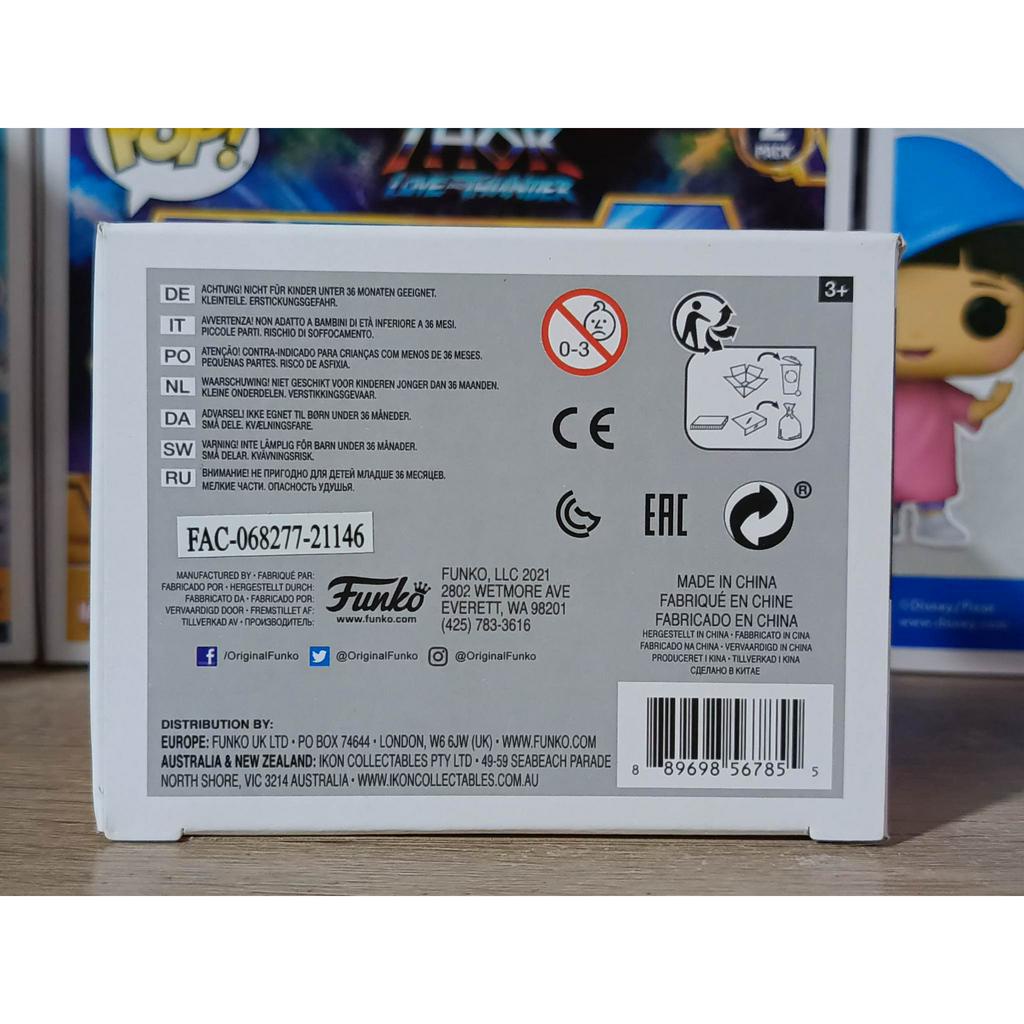 POP!
THOR
LOVE AND THUNDER
2
PACK
3+
DE ACHTUNG! NICHT FÜR KINDER UNTER 36 MONATEN GEEIGNET.
KLEINTEILE. ERSTICKUNGSGEFAHR.
IT AVVERTENZA! NON ADATTO A BAMBINI DI ETÀ INFERIORE A 36 MESI.
PICCOLE PARTI. RISCHIO DI SOFFOCAMENTO.
PO ATENÇÃO! CONTRA-INDICADO PARA CRIANÇAS COM MENOS DE 36 MESES.
PEQUENAS PARTES. RISCO DE ASFIXIA.
NL WAARSCHUWING! NIET GESCHIKT VOOR KINDEREN JONGER DAN 36 MAANDEN.
KLEINE ONDERDELEN. VERSTIKKINGSGEVAAR.
DA ADVARSEL! IKKE EGNET TIL BØRN UNDER 36 MÅNEDER.
SMÅ DELE. KVÆLNINGSFARE.
SW VARNING! INTE LÄMPLIG FÖR BARN UNDER 36 MÅNADER.
SMÅ DELAR. KVÄVNINGSRISK.
RU ВНИМАНИЕ! НЕ ПРИГОДНО ДЛЯ ДЕТЕЙ МЛАДШЕ 36 МЕСЯЦЕВ.
МЕЛКИЕ ЧАСТИ. ОПАСНОСТЬ УДУШЬЯ.
0-3
CE
EAC
®
FAC-068277-21146
MANUFACTURED BY • FABRIQUÉ PAR:
FABRICADO POR • HERGESTELLT DURCH:
FABBRICATO DA • FABRICADO POR:
VERVAARDIGD DOOR • FREMSTILLET AF:
TILLVERKAD AV • ПРОИЗВОДИТЕЛЬ:
Funko
www.funko.com
FUNKO, LLC 2021
2802 WETMORE AVE
EVERETT, WA 98201
(425) 783-3616
/OriginalFunko @OriginalFunko @OriginalFunko
MADE IN CHINA
FABRIQUÉ EN CHINE
FABRICADO EN CHINA
HERGESTELLT IN CHINA • FABBRICATO IN CINA
FABRICADO NA CHINA • VERVAARDIGD IN CHINA
PRODUCERET I KINA • TILLVERKAD I KINA
СДЕЛАНО В КИТАЕ
DISTRIBUTION BY:
EUROPE: FUNKO UK LTD • PO BOX 74644 • LONDON, W6 6JW (UK) • WWW.FUNKO.COM
AUSTRALIA & NEW ZEALAND: IKON COLLECTABLES PTY LTD • 49-59 SEABEACH PARADE
NORTH SHORE, VIC 3214 AUSTRALIA • WWW.IKONCOLLECTABLES.COM.AU
8 89698 56785 5
©Disney/Pixar
www.disney.com